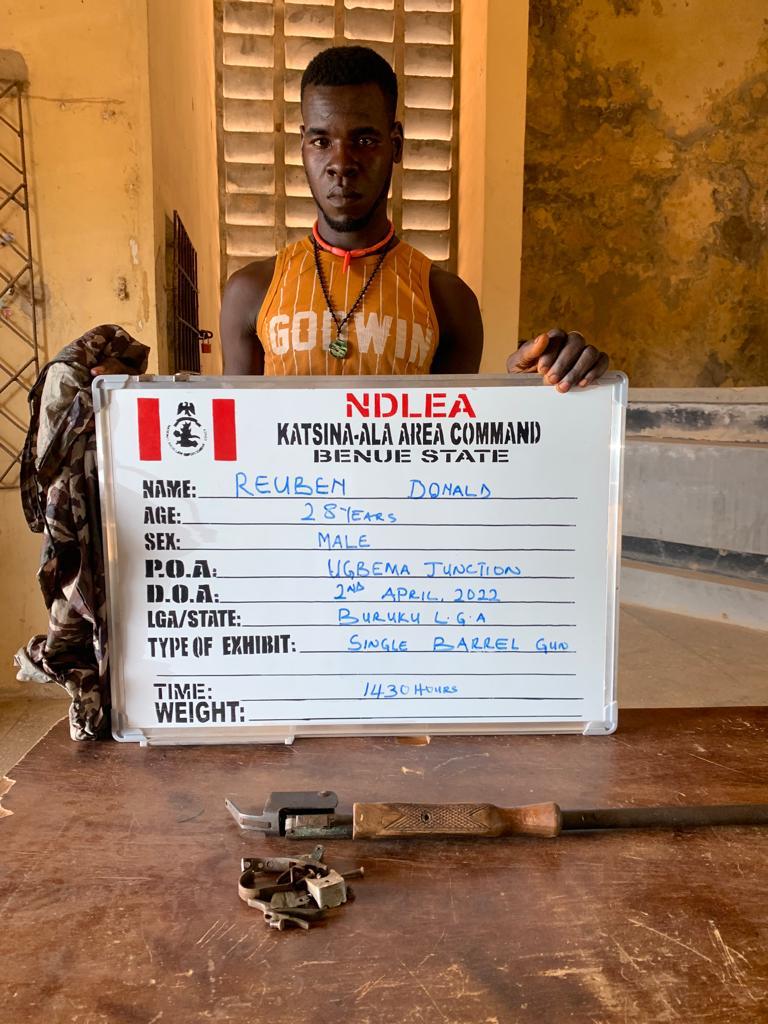 GODWIN
NDLEA
KATSINA-ALA AREA COMMAND
BENUE STATE
NAME: REUBEN DONALD
AGE: 28 YEARS
SEX: MALE
P.O.A: UGBEMA JUNCTION
D.O.A: 2ND APRIL, 2022
LGA/STATE: BURUKU L.G.A
TYPE OF EXHIBIT: SINGLE BARREL GUN
TIME: 1430 HOURS
WEIGHT: